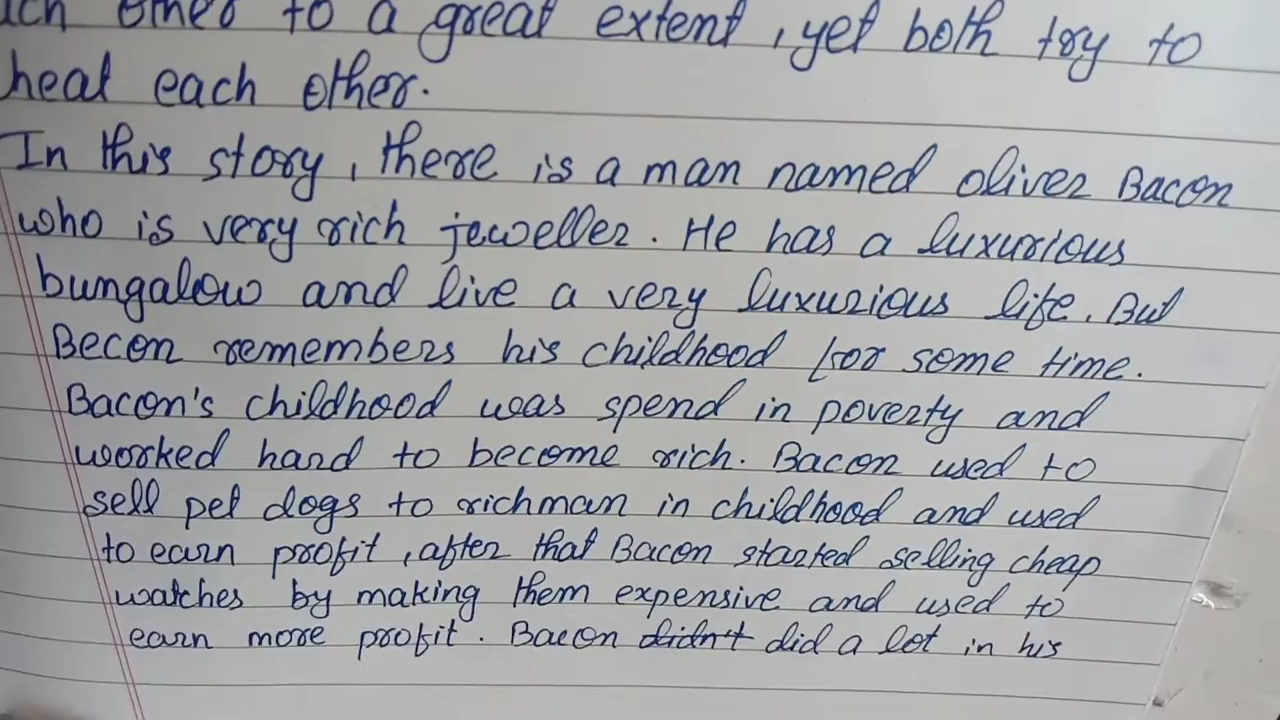 other to a great extent, yet both try to
heal each other.
In this story, there is a man named oliver Bacon
who is very rich jeweller. He has a luxurious
bungalow and live a very luxurious life. But
Becon remembers his childhood for some time.
Bacon's childhood was spend in poverty and
worked hard to become rich. Bacon used to
sell pet dogs to richman in childhood and used
to earn profit, after that Bacon started selling cheap
watches by making them expensive and used to
earn more profit. Bacon didn't did a lot in his